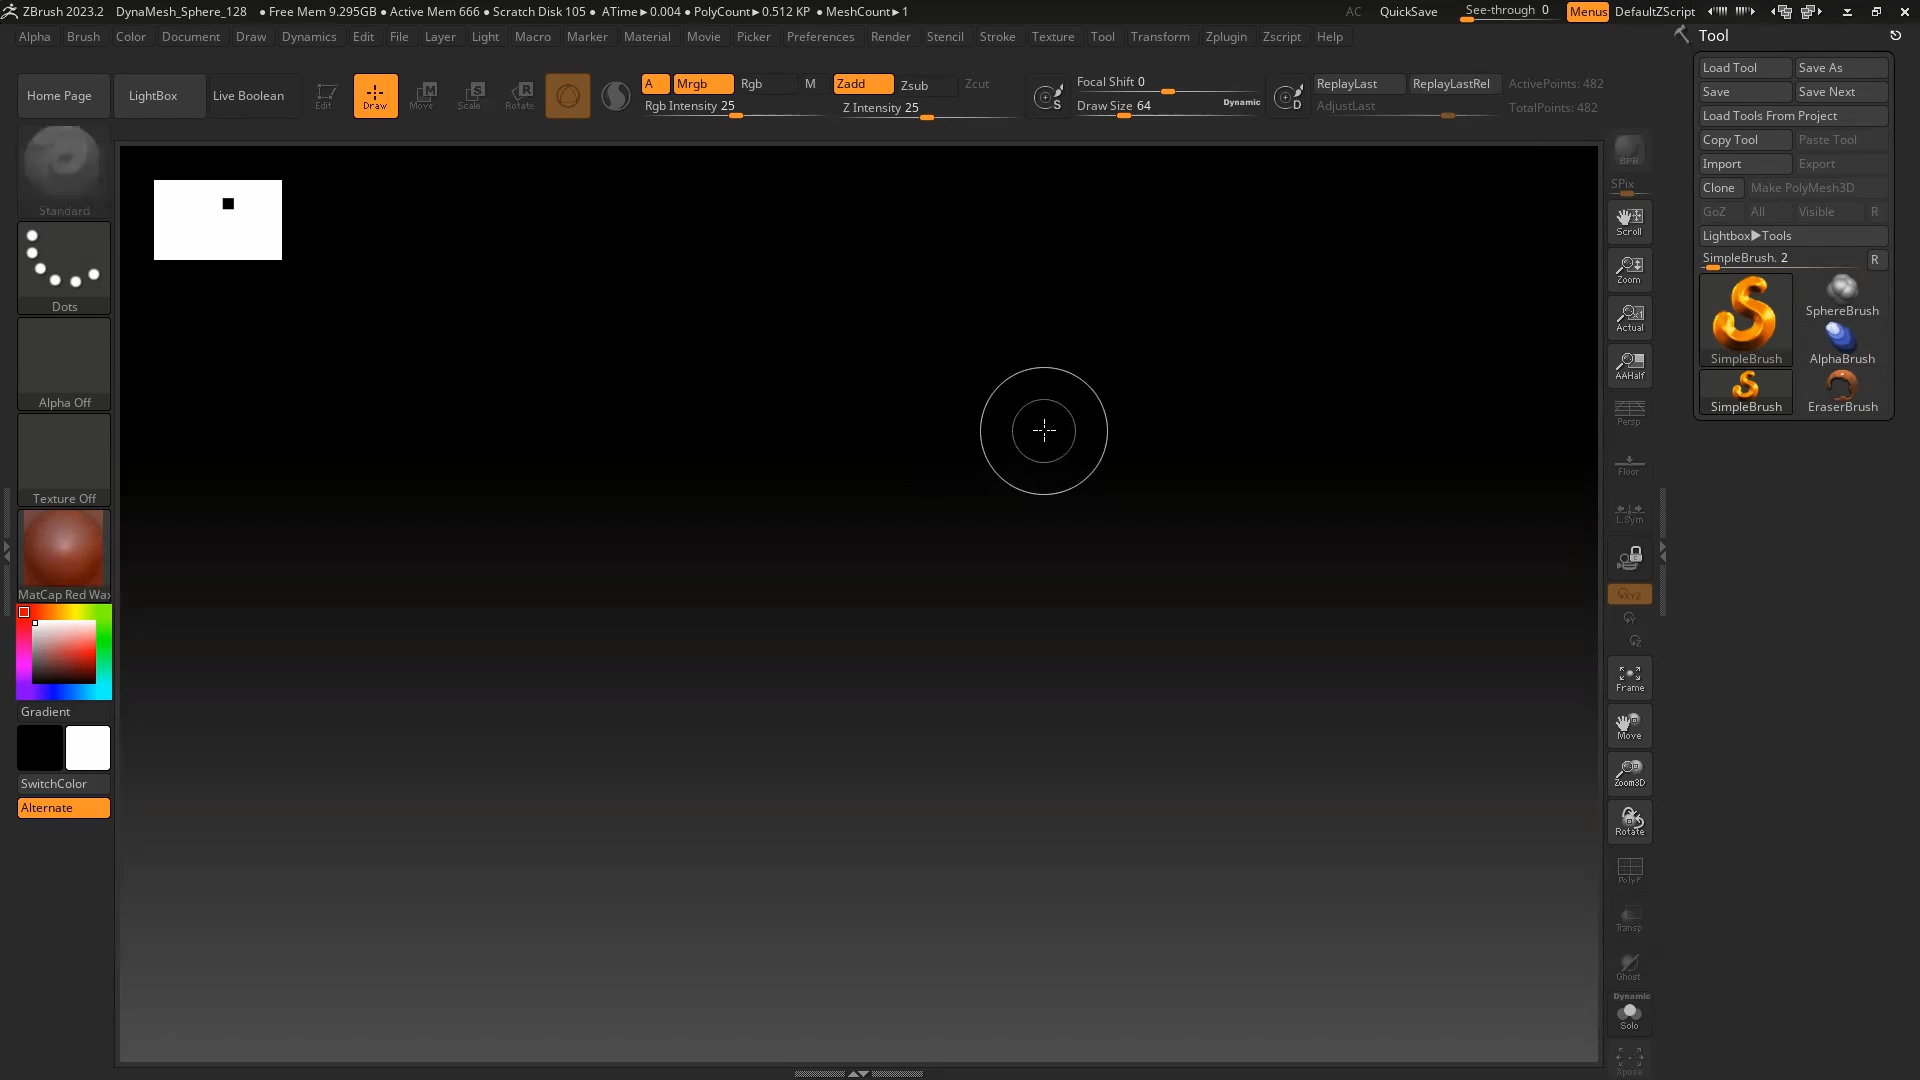 ZBrush 2023.2 DynaMesh_Sphere_128 ● Free Mem 9.295GB ● Active Mem 666 ● Scratch Disk 105 ● ATime►0.004 ● PolyCount►0.512 KP ● MeshCount►1 AC QuickSave See-through 0 Menus DefaultZScript
Alpha Brush Color Document Draw Dynamics Edit File Layer Light Macro Marker Material Movie Picker Preferences Render Stencil Stroke Texture Tool Transform Zplugin Zscript Help
Home Page LightBox Live Boolean Edit Draw Move Scale Rotate
A Mrgb Rgb M Zadd Zsub Zcut
Rgb Intensity 25 Z Intensity 25
S Focal Shift 0
Draw Size 64 Dynamic
D ReplayLast ReplayLastRel ActivePoints: 482
AdjustLast TotalPoints: 482
Standard
Dots
Alpha Off
Texture Off
MatCap Red Wax
Gradient
SwitchColor
Alternate
BPR
SPix
Scroll
Zoom
Actual
AAHalf
Persp
Floor
L.Sym
XYZ
Y
Z
Frame
Move
Zoom3D
Rotate
PolyF
Transp
Ghost
Dynamic
Solo
Xpose
Tool
Load Tool Save As
Save Save Next
Load Tools From Project
Copy Tool Paste Tool
Import Export
Clone Make PolyMesh3D
GoZ All Visible R
Lightbox►Tools
SimpleBrush. 2 R
SimpleBrush SphereBrush
AlphaBrush
SimpleBrush EraserBrush